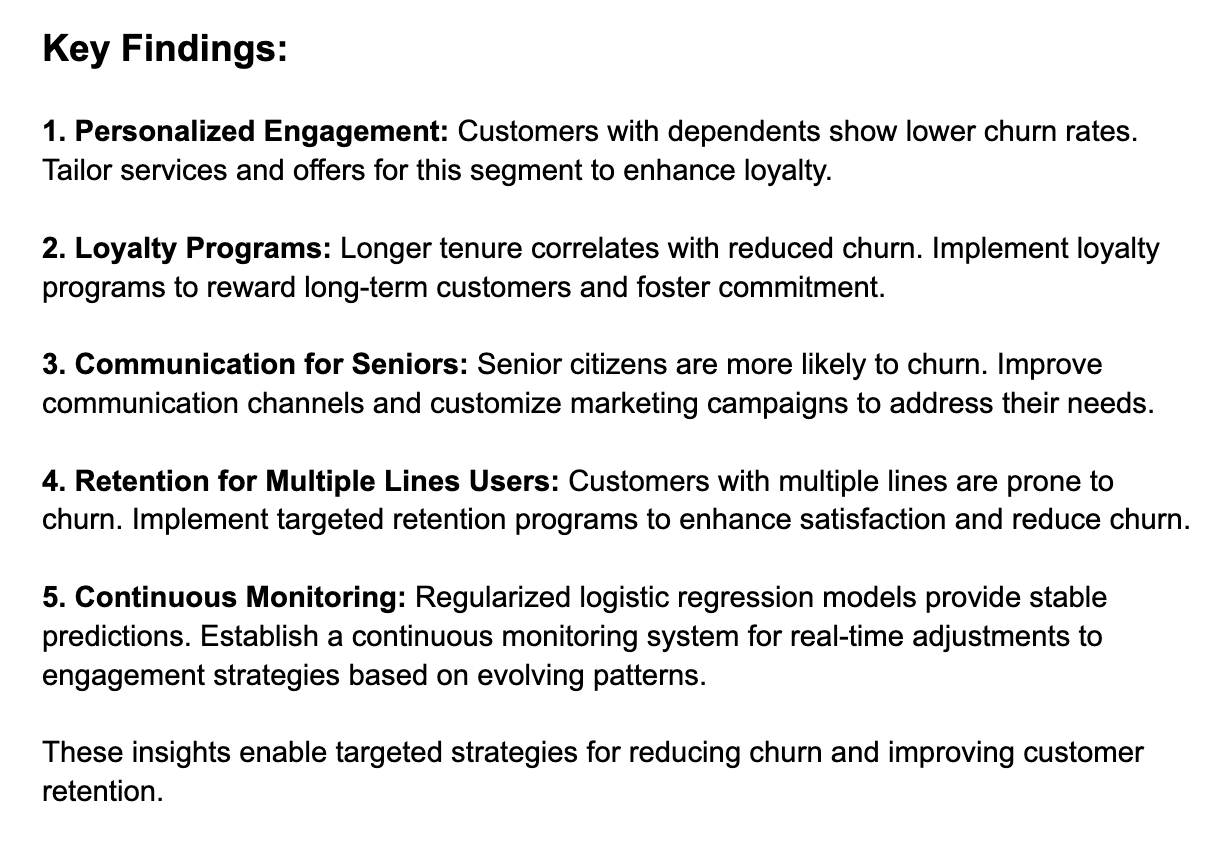 Key Findings:
1. Personalized Engagement: Customers with dependents show lower churn rates.
Tailor services and offers for this segment to enhance loyalty.
2. Loyalty Programs: Longer tenure correlates with reduced churn. Implement loyalty
programs to reward long-term customers and foster commitment.
3. Communication for Seniors: Senior citizens are more likely to churn. Improve
communication channels and customize marketing campaigns to address their needs.
4. Retention for Multiple Lines Users: Customers with multiple lines are prone to
churn. Implement targeted retention programs to enhance satisfaction and reduce churn.
5. Continuous Monitoring: Regularized logistic regression models provide stable
predictions. Establish a continuous monitoring system for real-time adjustments to
engagement strategies based on evolving patterns.
These insights enable targeted strategies for reducing churn and improving customer
retention.